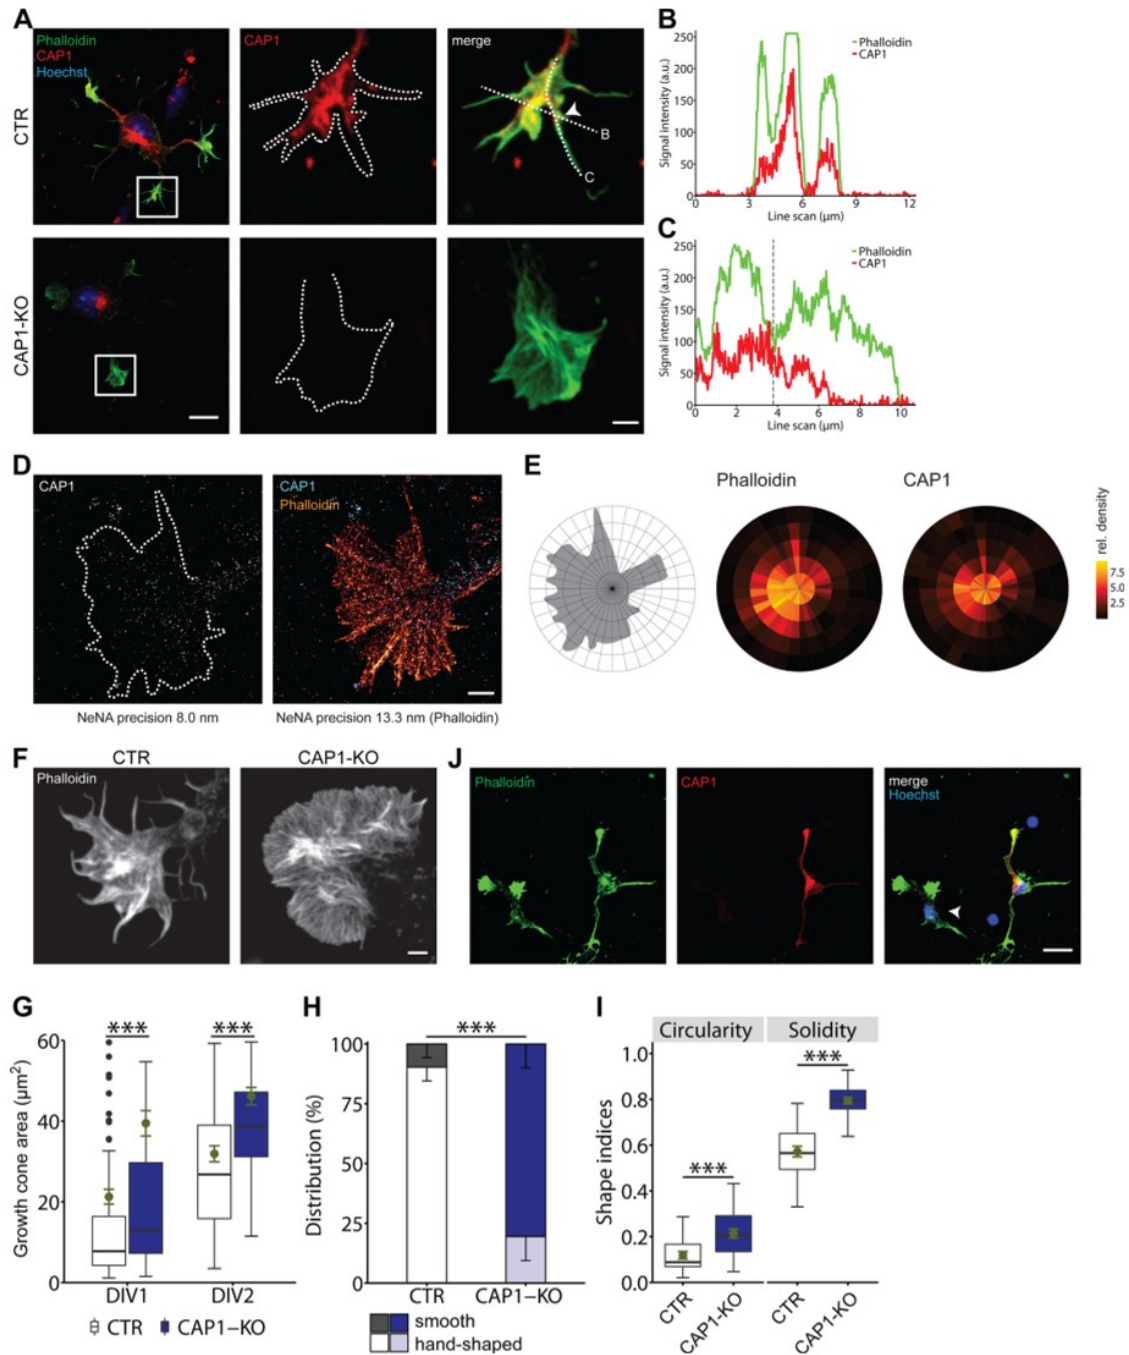 A
Phalloidin
CAP1
Hoechst
CAP1
merge
B
C
CTR
CAP1-KO
B
Signal intensity (a.u.)
250
200
150
100
50
0
Phalloidin
CAP1
3 6 9 12
Line scan (µm)
C
Signal intensity (a.u.)
250
200
150
100
50
0
Phalloidin
CAP1
0 2 4 6 8 10
Line scan (µm)
D
CAP1
CAP1
Phalloidin
NeNA precision 8.0 nm
NeNA precision 13.3 nm (Phalloidin)
E
Phalloidin
CAP1
rel. density
7.5
5.0
2.5
F
CTR
CAP1-KO
Phalloidin
J
Phalloidin
CAP1
merge
Hoechst
G
Growth cone area (µm²)
60
40
20
0
***
***
DIV1 DIV2
CTR CAP1–KO
H
Distribution (%)
100
75
50
25
0
***
CTR CAP1–KO
smooth
hand-shaped
I
Circularity
Solidity
Shape indices
1.0
0.8
0.6
0.4
0.2
0.0
***
***
CTR
CAP1-KO
CTR
CAP1-KO